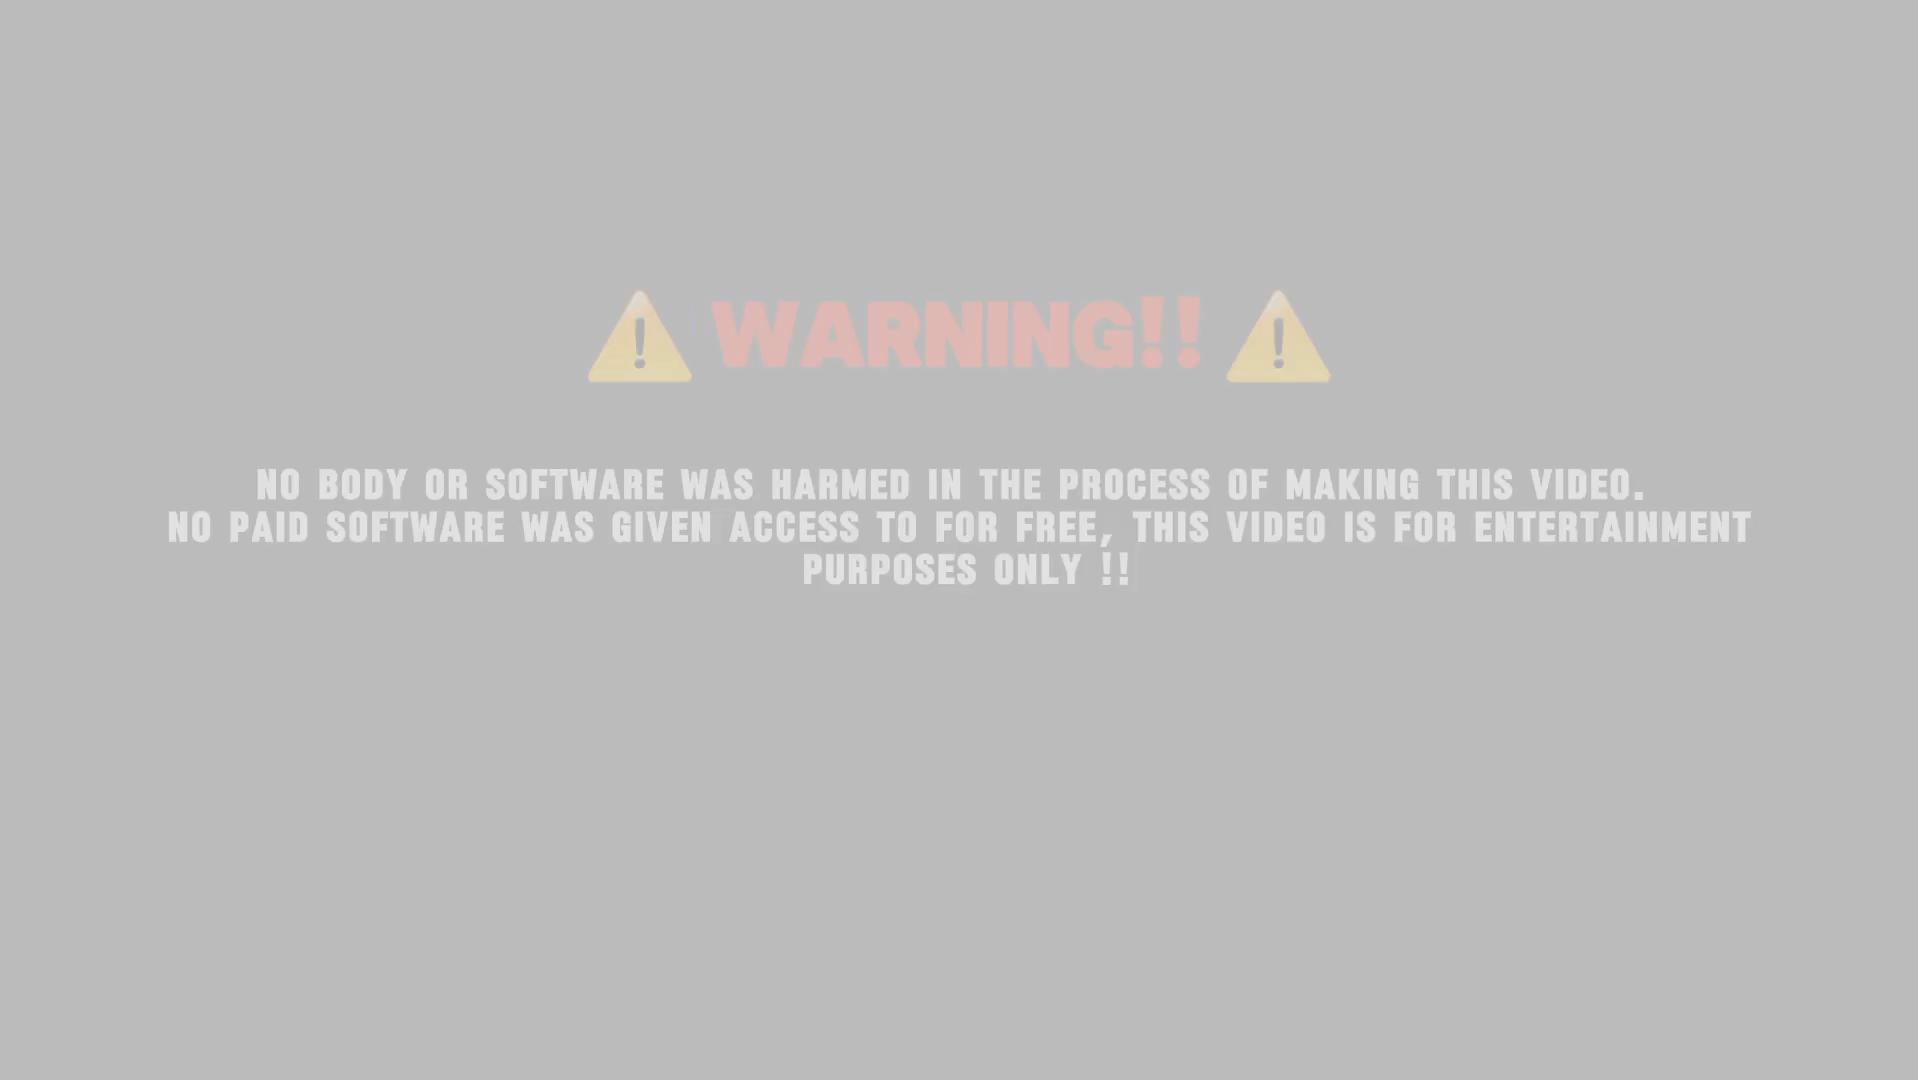 ⚠️ WARNING!! ⚠️
NO BODY OR SOFTWARE WAS HARMED IN THE PROCESS OF MAKING THIS VIDEO.
NO PAID SOFTWARE WAS GIVEN ACCESS TO FOR FREE, THIS VIDEO IS FOR ENTERTAINMENT
PURPOSES ONLY !!